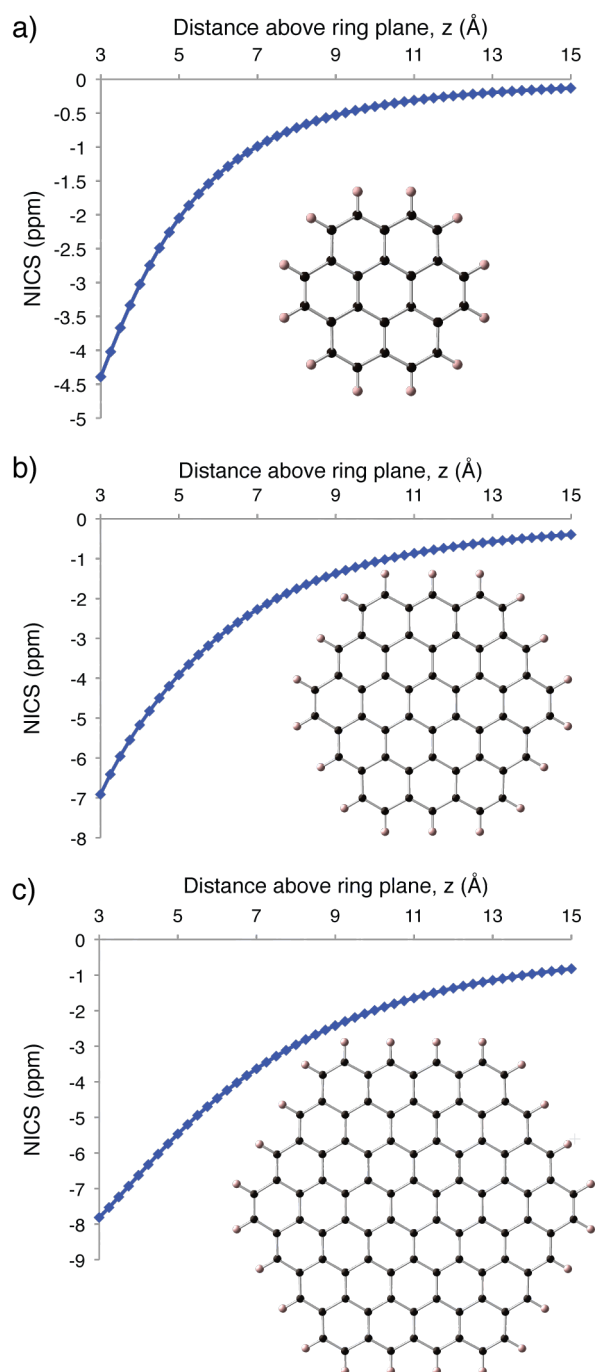 a)
Distance above ring plane, z (Å)
3 5 7 9 11 13 15
0
-0.5
-1
-1.5
-2
-2.5
-3
-3.5
-4
-4.5
-5
NICS (ppm)
b)
Distance above ring plane, z (Å)
3 5 7 9 11 13 15
0
-1
-2
-3
-4
-5
-6
-7
-8
NICS (ppm)
c)
Distance above ring plane, z (Å)
3 5 7 9 11 13 15
0
-1
-2
-3
-4
-5
-6
-7
-8
-9
NICS (ppm)